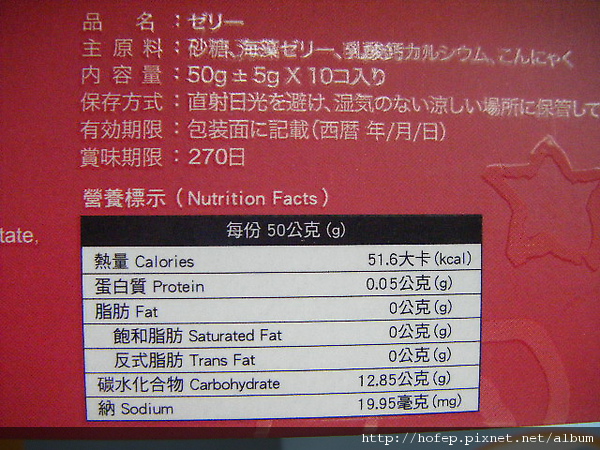 品　名：ゼリー
主 原 料：砂糖、海藻ゼリー、乳酸鈣カルシウム、こんにゃく
内 容 量：50g±5g X 10コ入り
保存方式：直射日光を避け、湿気のない涼しい場所に保管して
有効期限：包装面に記載（西暦 年/月/日）
賞味期限：270日
營養標示（Nutrition Facts）
tate,
每份 50公克 (g)
熱量 Calories 51.6大卡(kcal)
蛋白質 Protein 0.05公克(g)
脂肪 Fat 0公克(g)
飽和脂肪 Saturated Fat 0公克(g)
反式脂肪 Trans Fat 0公克(g)
碳水化合物 Carbohydrate 12.85公克(g)
納 Sodium 19.95毫克(mg)
http://hofep.pixnet.net/album